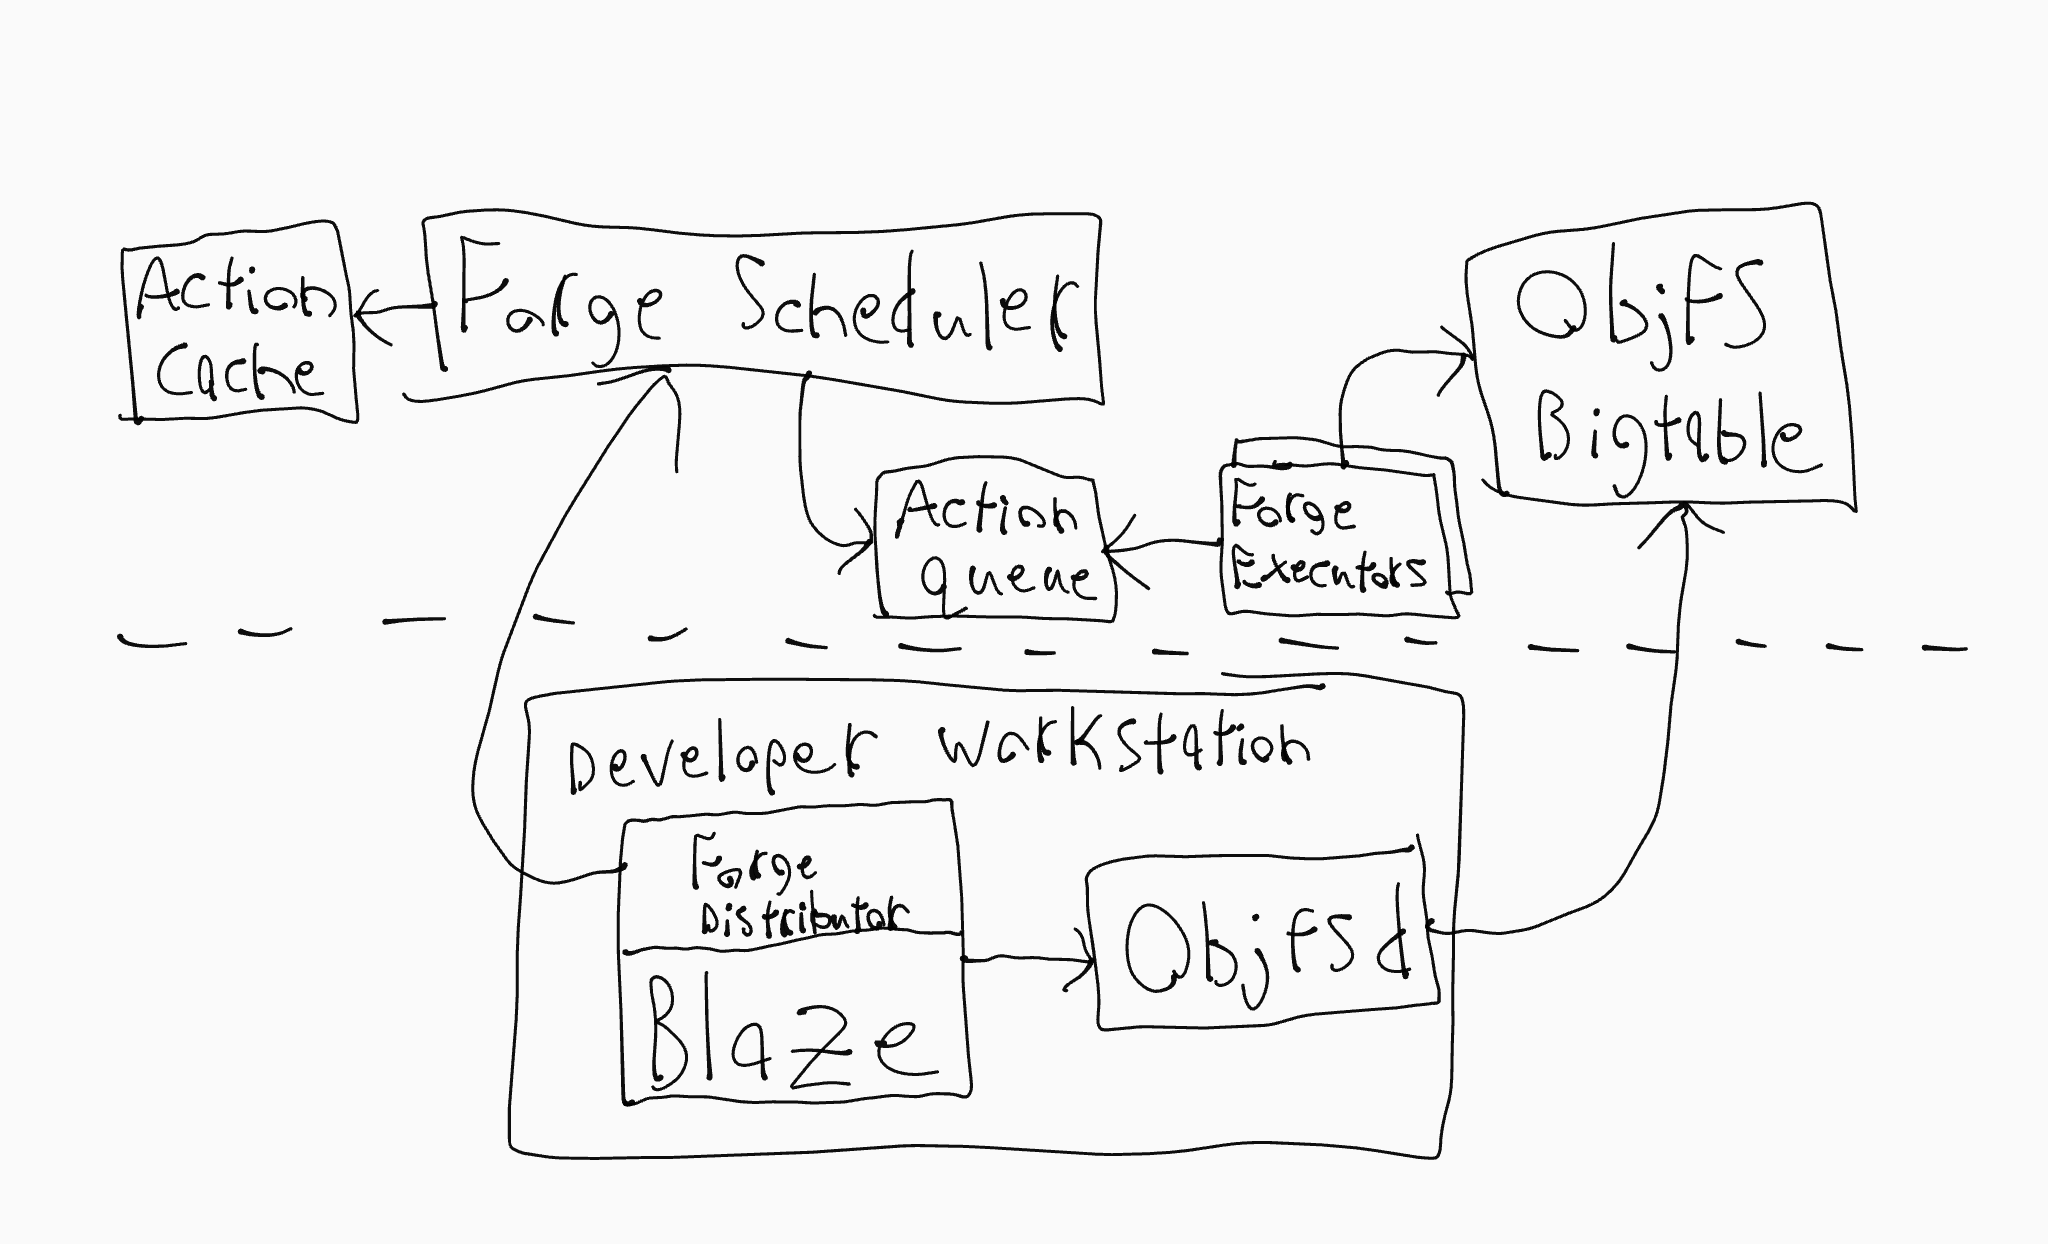 Action
Cache
Forge Scheduler
ObjFS
Bigtable
Action
queue
Forge
Executors
Developer Workstation
Forge
Distributor
Blaze
ObjFSd